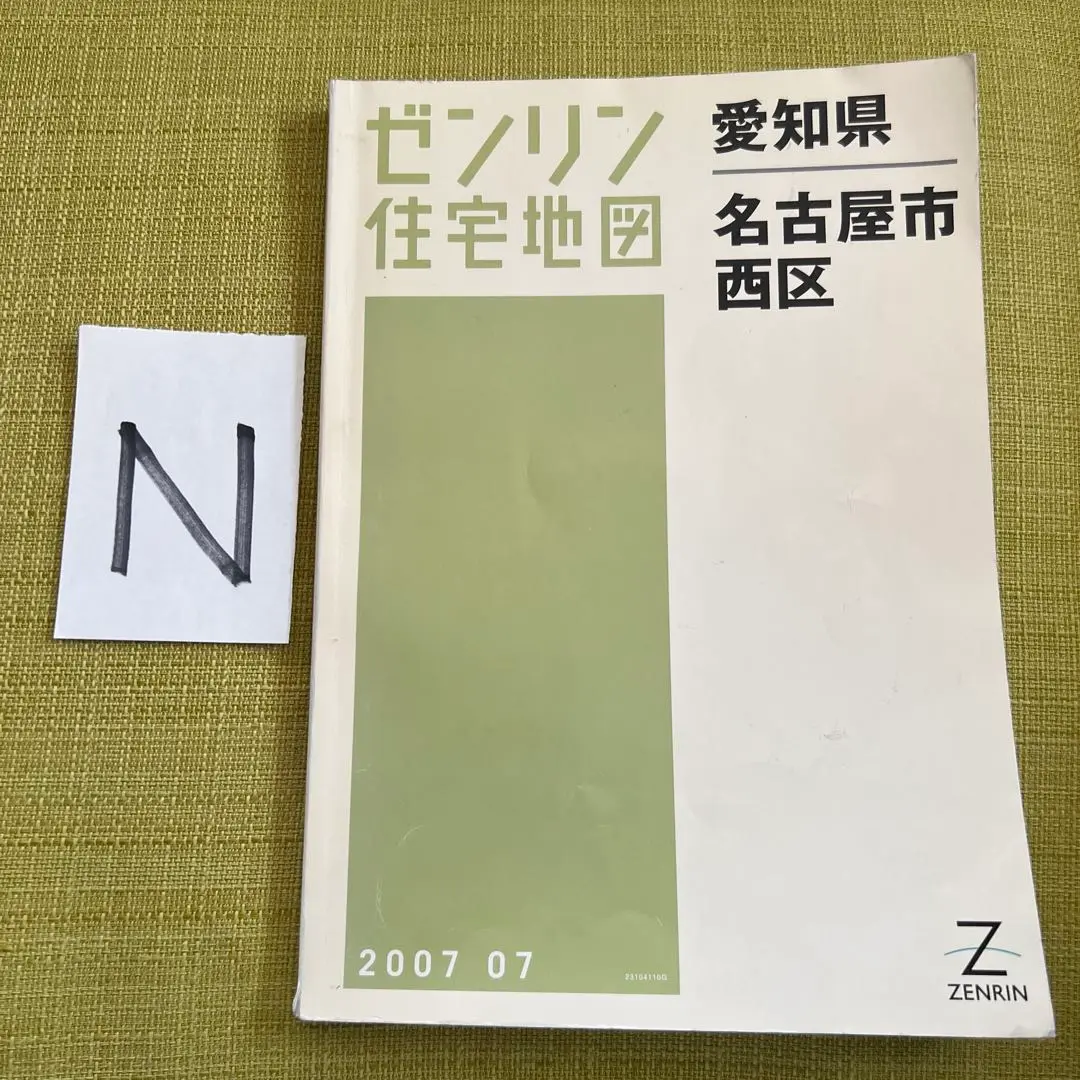 N
ゼンリン
住宅地図
愛知県
名古屋市
西区
2007 07
23104110G
Z
ZENRIN